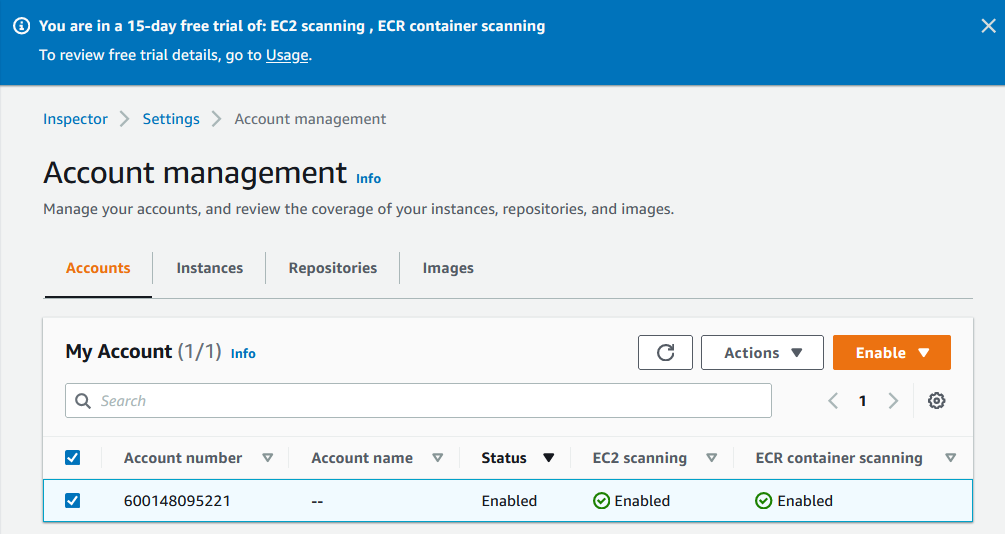 You are in a 15-day free trial of: EC2 scanning , ECR container scanning
To review free trial details, go to Usage.
Inspector Settings Account management
Account management Info
Manage your accounts, and review the coverage of your instances, repositories, and images.
Accounts Instances Repositories Images
My Account (1/1) Info Actions Enable
Search 1
Account number Account name Status EC2 scanning ECR container scanning
600148095221 -- Enabled Enabled Enabled